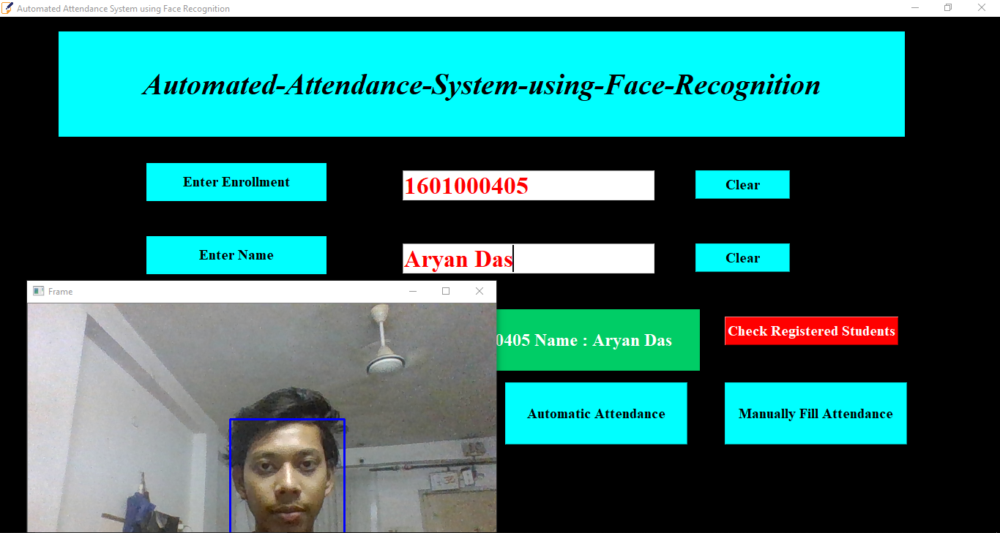 Automated Attendance System using Face Recognition
Automated-Attendance-System-using-Face-Recognition
Enter Enrollment
1601000405
Clear
Enter Name
Aryan Das
Clear
Frame
0405 Name : Aryan Das
Check Registered Students
Automatic Attendance
Manually Fill Attendance